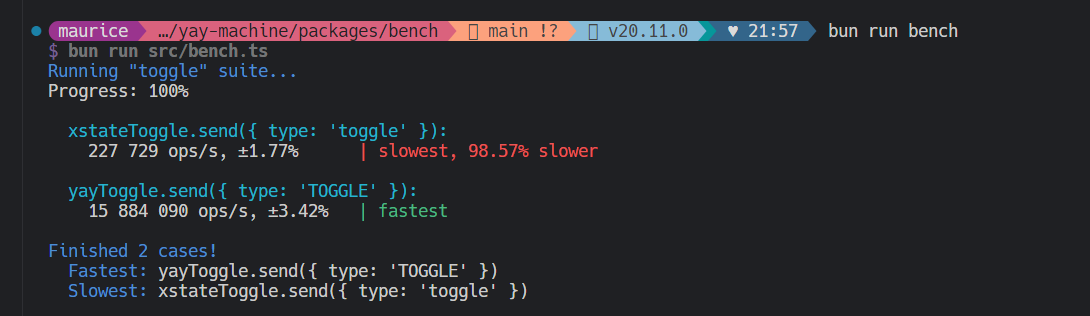 maurice …/yay-machine/packages/bench main !? v20.11.0 ♥ 21:57 bun run bench
$ bun run src/bench.ts
Running "toggle" suite...
Progress: 100%
xstateToggle.send({ type: 'toggle' }):
227 729 ops/s, ±1.77% | slowest, 98.57% slower
yayToggle.send({ type: 'TOGGLE' }):
15 884 090 ops/s, ±3.42% | fastest
Finished 2 cases!
Fastest: yayToggle.send({ type: 'TOGGLE' })
Slowest: xstateToggle.send({ type: 'toggle' })